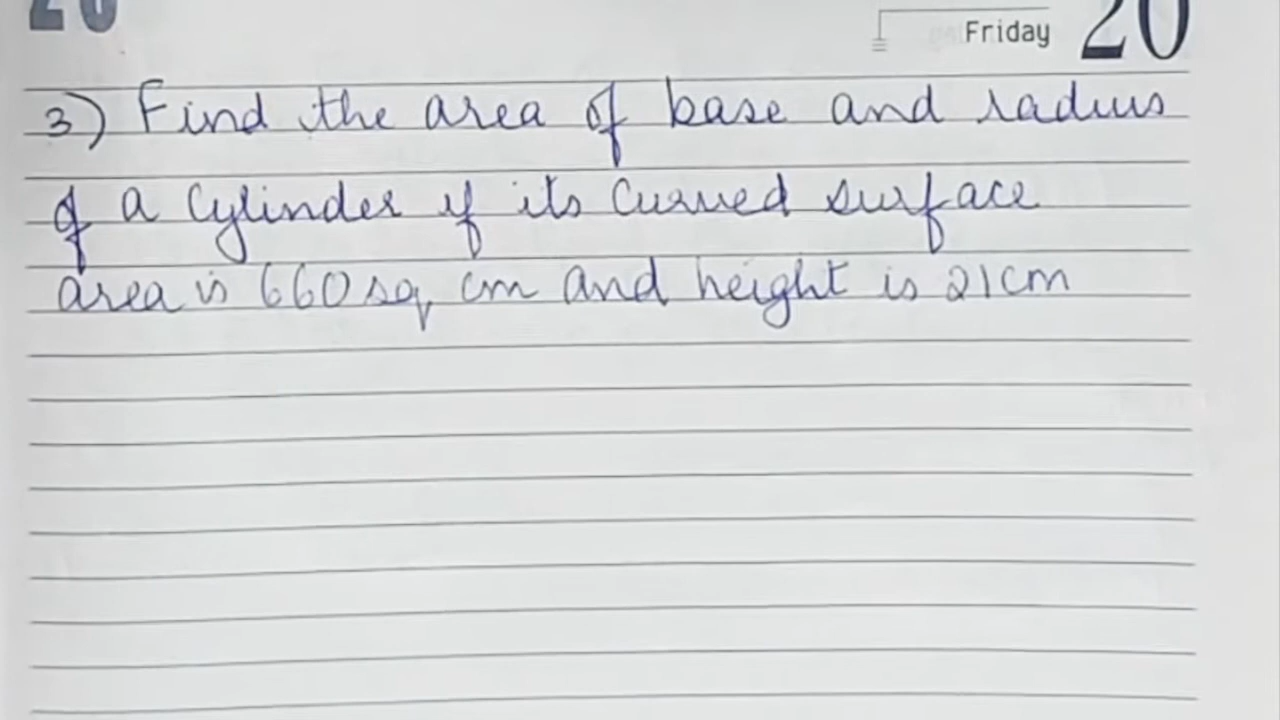 20
Friday 20
3) Find the area of base and radius
of a cylinder if its curved surface
area is 660 sq cm and height is 21cm